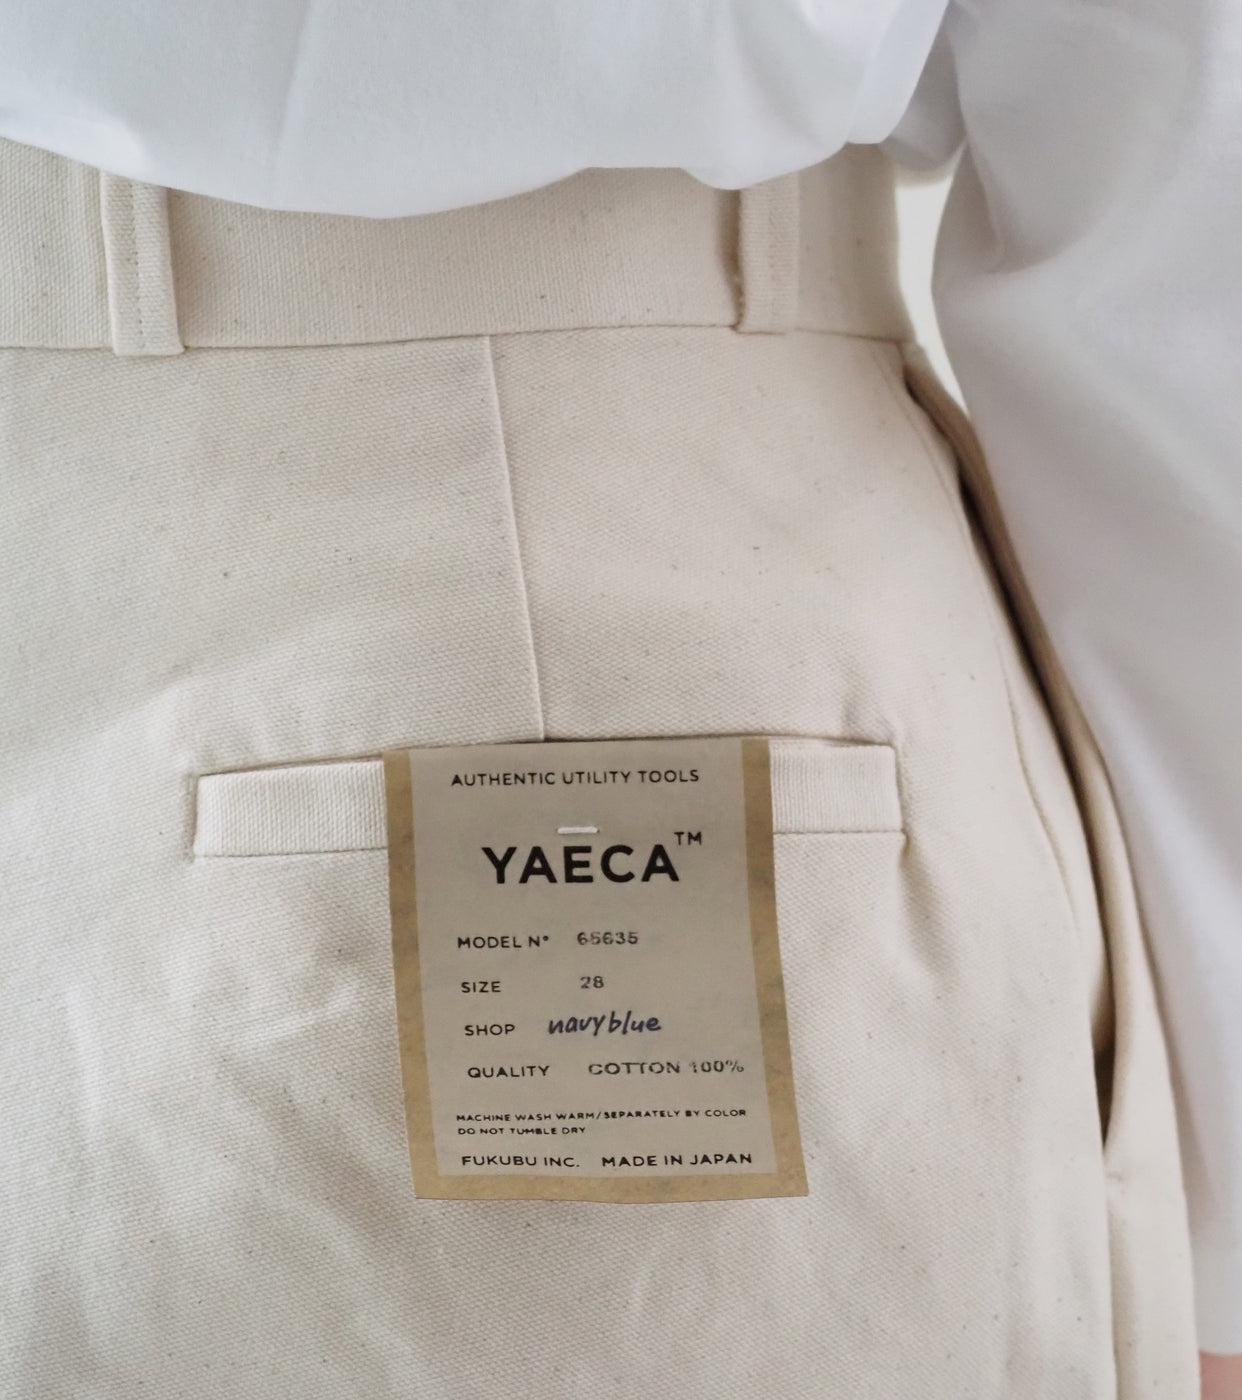 AUTHENTIC UTILITY TOOLS
YAECA™
MODEL N° 65635
SIZE 28
SHOP navyblue
QUALITY COTTON 100%
MACHINE WASH WARM/SEPARATELY BY COLOR
DO NOT TUMBLE DRY
FUKUBU INC. MADE IN JAPAN